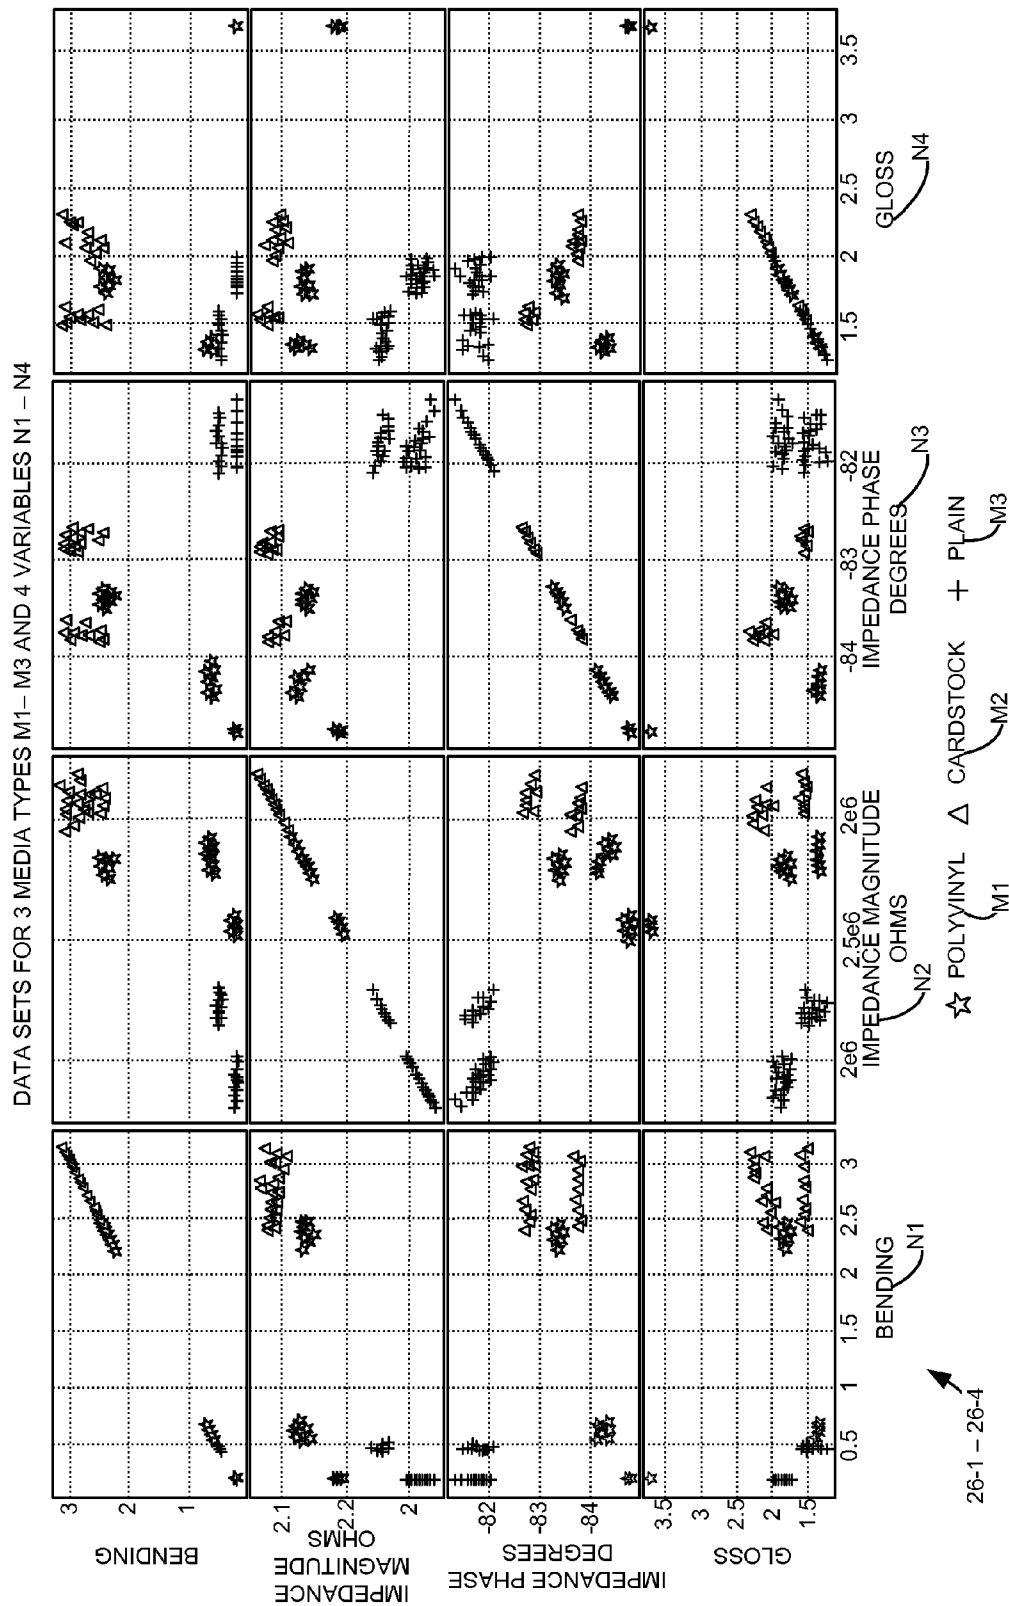 DATA SETS FOR 3 MEDIA TYPES M1– M3 AND 4 VARIABLES N1 – N4
BENDING
3
2
1
IMPEDANCE
MAGNITUDE
OHMS
2.1
2.2
2
IMPEDANCE PHASE
DEGREES
-82
-83
-84
GLOSS
3.5
3
2.5
2
1.5
0.5
1
1.5
2
2.5
3
BENDING
N1
2e6
2.5e6
2e6
IMPEDANCE MAGNITUDE
OHMS
N2
-84
-83
-82
IMPEDANCE PHASE
DEGREES
N3
1.5
2
2.5
3
3.5
GLOSS
N4
26-1 – 26-4
POLYVINYL
M1
CARDSTOCK
M2
PLAIN
M3